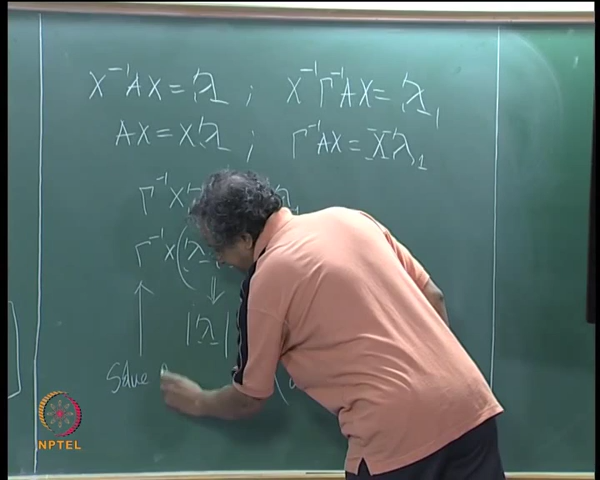 X⁻¹AX = λ ; X⁻¹Γ⁻¹AX = λ₁
AX = Xλ ; Γ⁻¹AX = Xλ₁
Γ⁻¹X
Γ⁻¹X(λ
|λ|
Solve
NPTEL